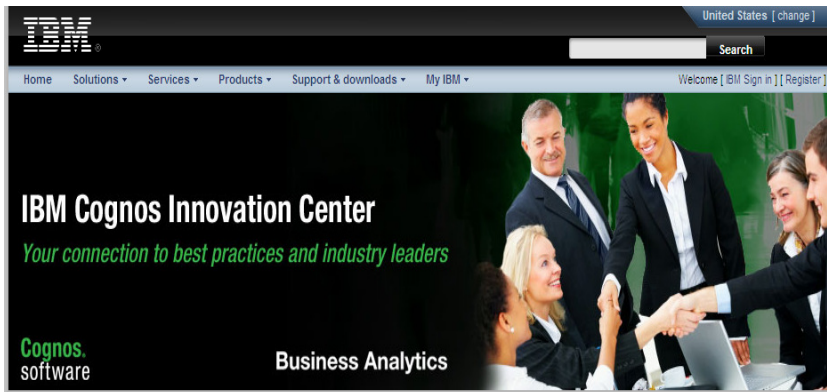 United States [ change ]
IBM®
Search
Home Solutions Services Products Support & downloads My IBM Welcome [ IBM Sign in ] [ Register ]
IBM Cognos Innovation Center
Your connection to best practices and industry leaders
Cognos.
software
Business Analytics